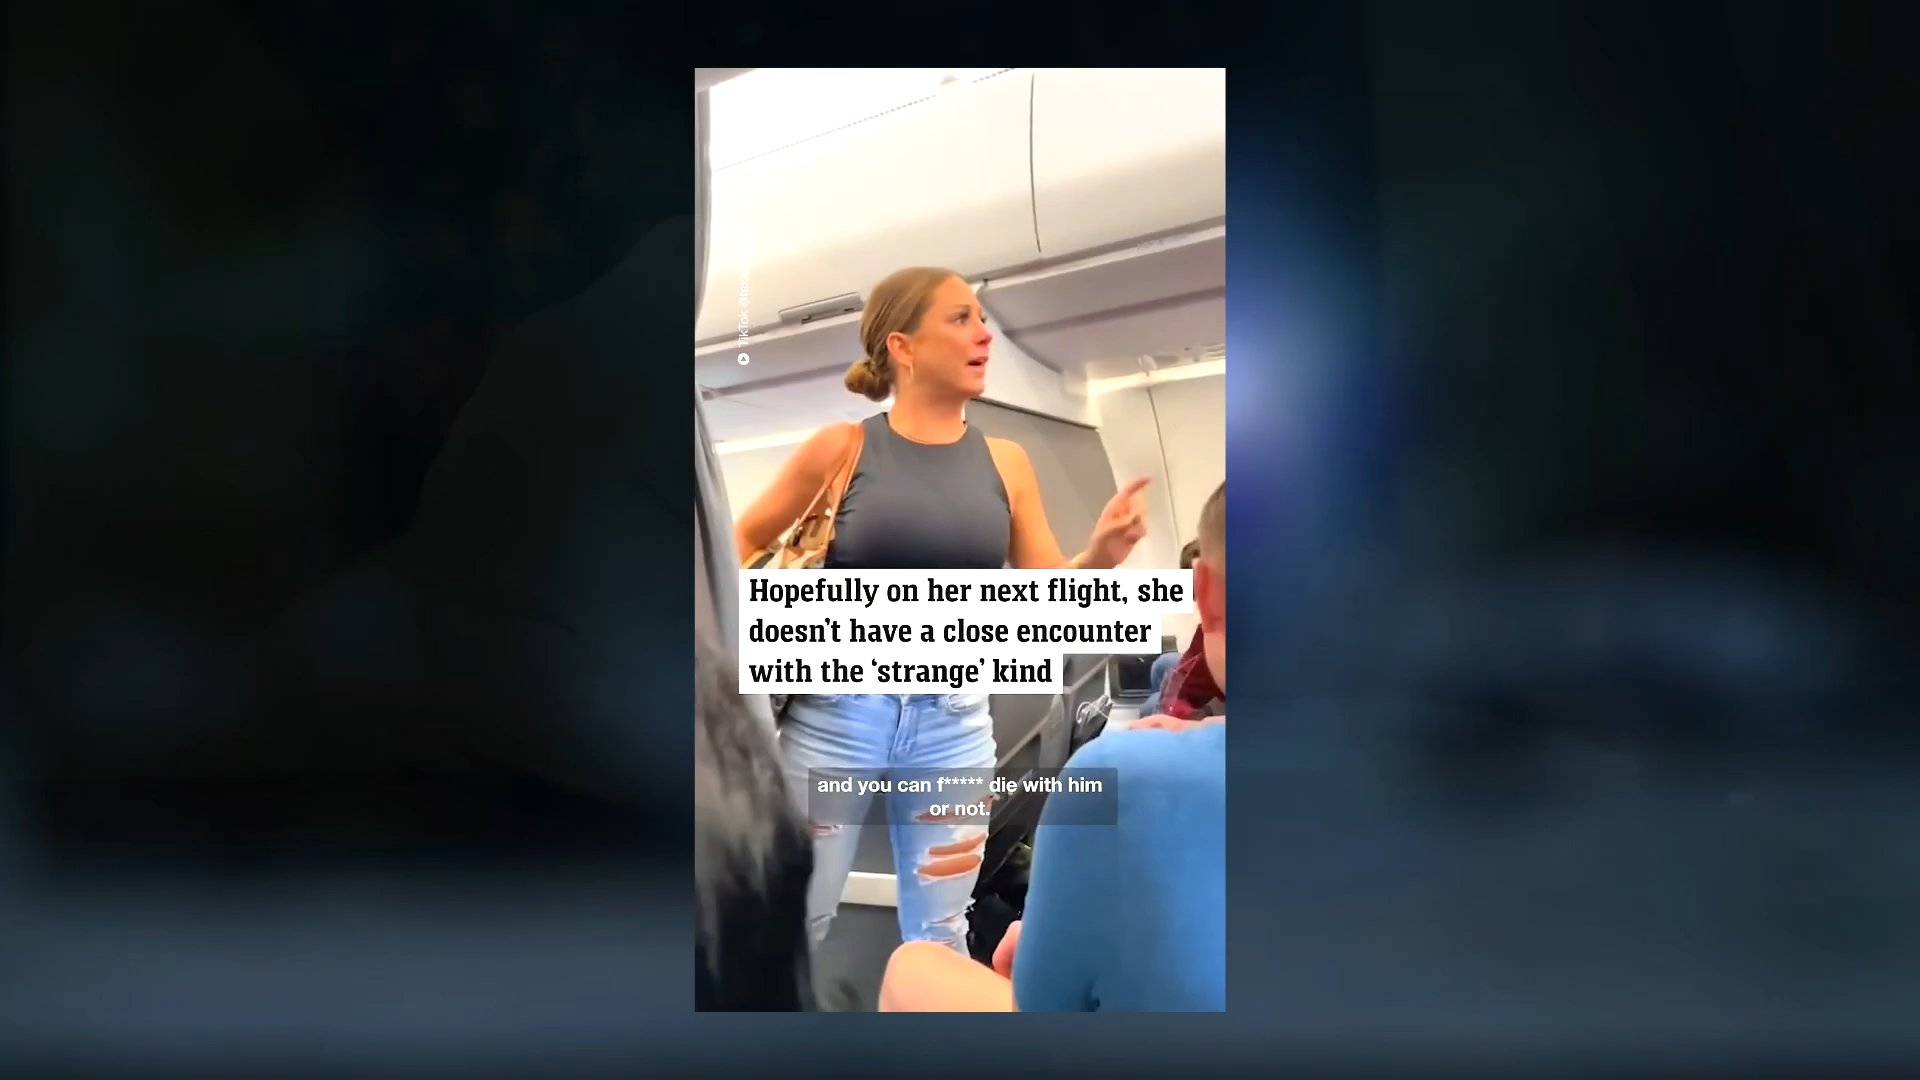 TikTok
Hopefully on her next flight, she
doesn’t have a close encounter
with the ‘strange’ kind
and you can f***** die with him
or not.